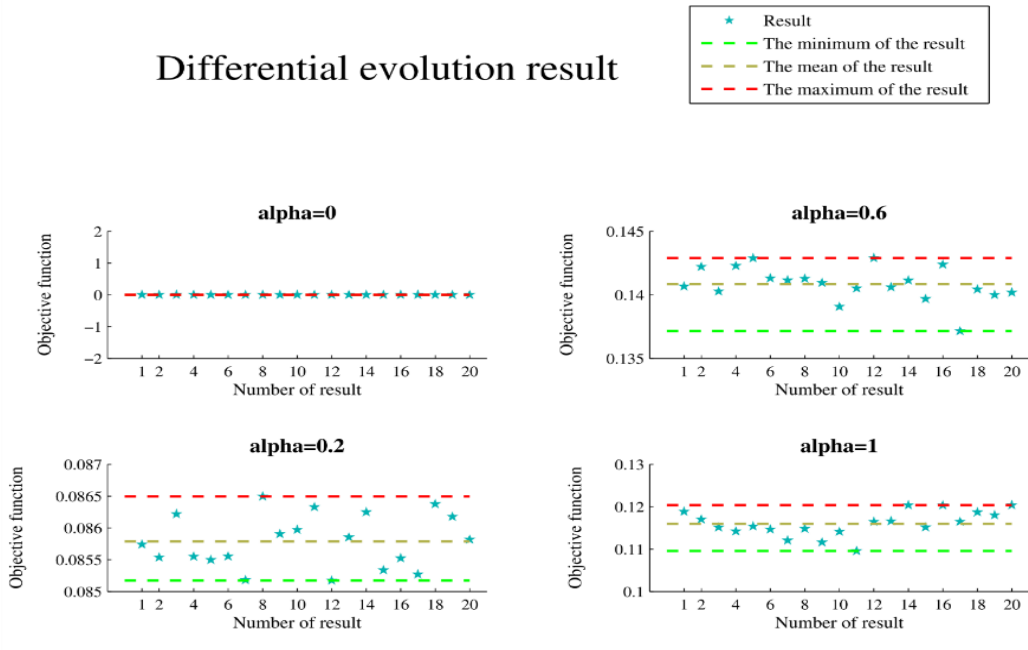 Differential evolution result
Result
The minimum of the result
The mean of the result
The maximum of the result
alpha=0
Objective function
2
1
0
−1
−2
1 2 4 6 8 10 12 14 16 18 20
Number of result
alpha=0.6
Objective function
0.145
0.14
0.135
1 2 4 6 8 10 12 14 16 18 20
Number of result
alpha=0.2
Objective function
0.087
0.0865
0.086
0.0855
0.085
1 2 4 6 8 10 12 14 16 18 20
Number of result
alpha=1
Objective function
0.13
0.12
0.11
0.1
1 2 4 6 8 10 12 14 16 18 20
Number of result